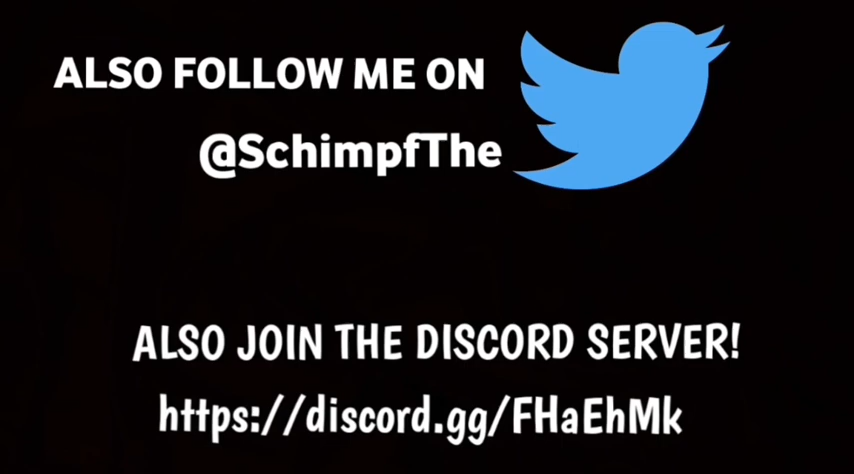 ALSO FOLLOW ME ON
@SchimpfThe
ALSO JOIN THE DISCORD SERVER!
https://discord.gg/FHaEhMk